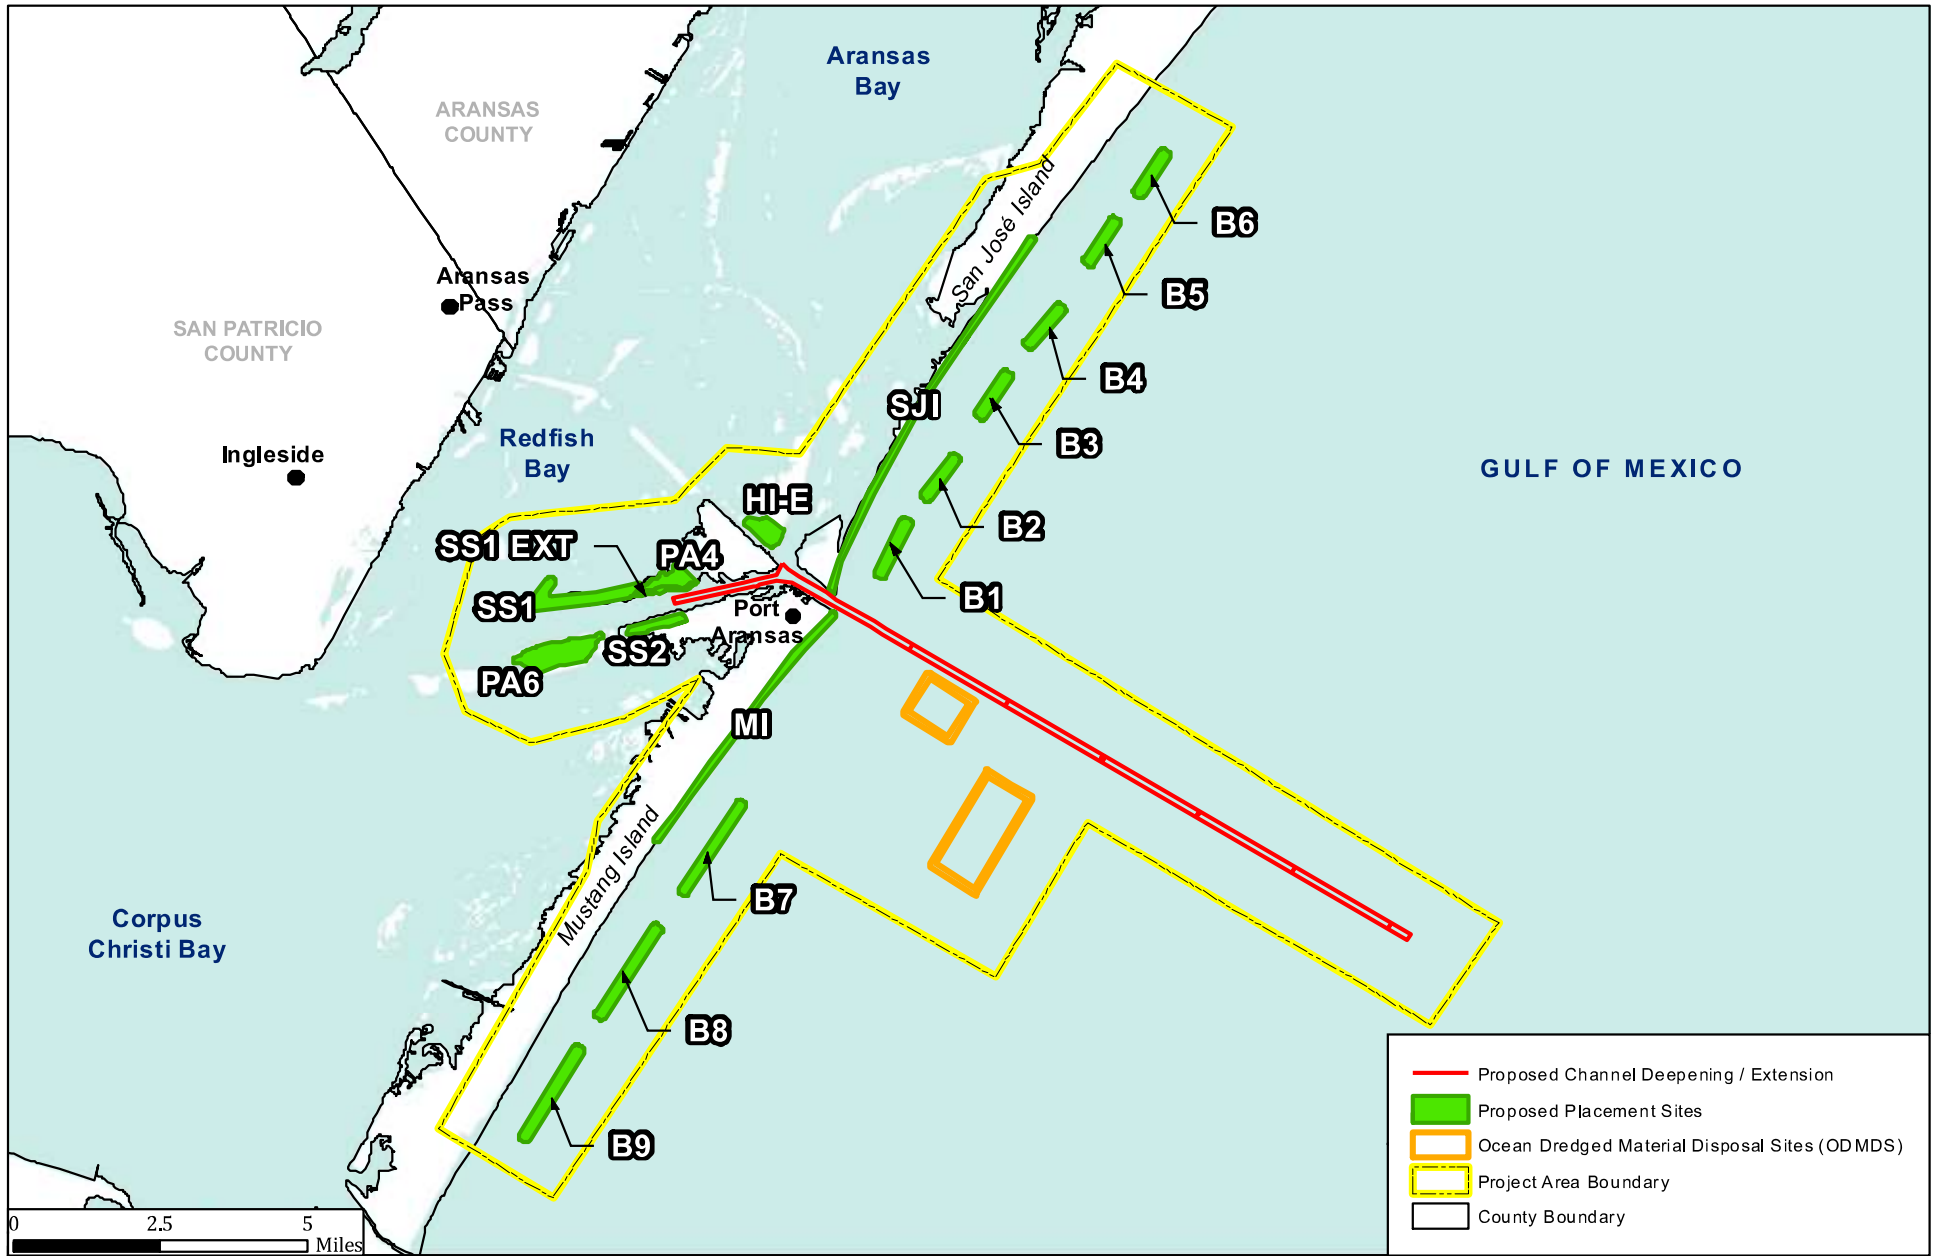 Aransas
Bay
ARANSAS
COUNTY
San José Island
B6
Aransas
Pass
B5
SAN PATRICIO
COUNTY
B4
SJI
Redfish
Bay
B3
Ingleside
GULF OF MEXICO
HI-E
B2
SS1 EXT
PA4
B1
SS1
Port
Aransas
SS2
PA6
MI
Mustang Island
B7
Corpus
Christi Bay
B8
B9
Proposed Channel Deepening / Extension
Proposed Placement Sites
Ocean Dredged Material Disposal Sites (ODMDS)
Project Area Boundary
County Boundary
0 2.5 5
Miles